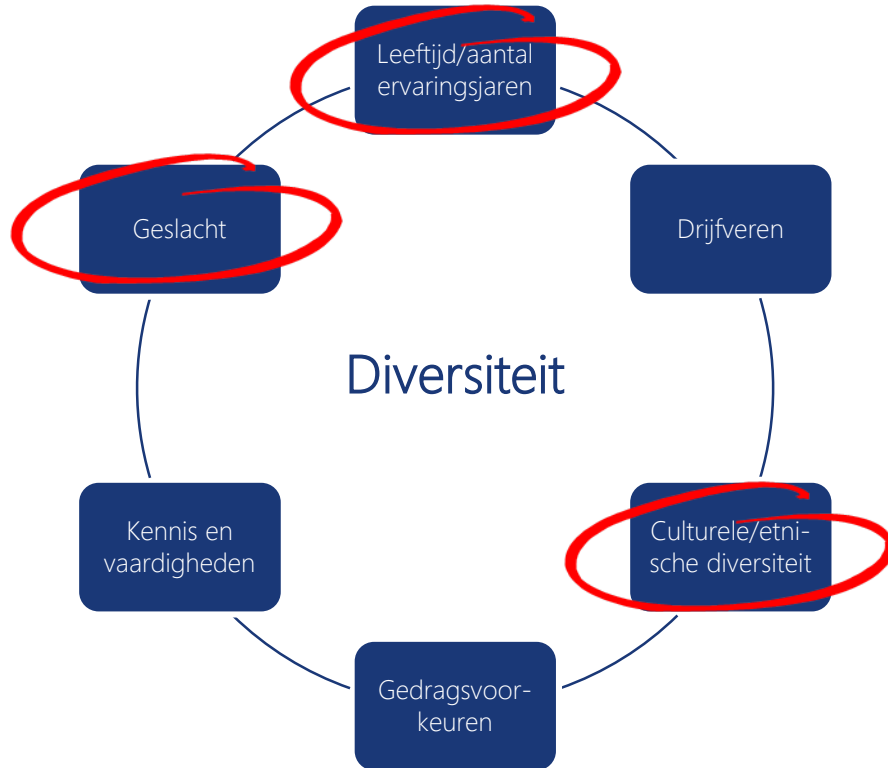 Leeftijd/aantal
ervaringsjaren
Geslacht
Drijfveren
Diversiteit
Kennis en
vaardigheden
Culturele/etni-
sche diversiteit
Gedragsvoor-
keuren